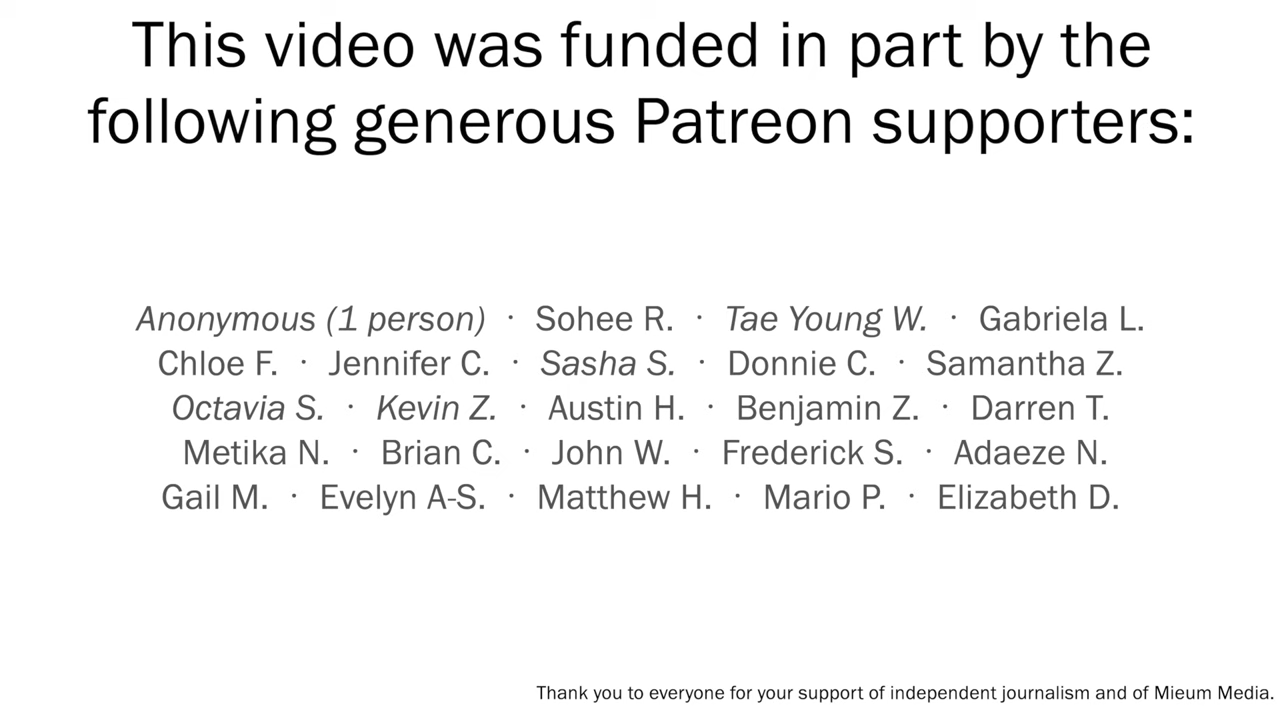 This video was funded in part by the
following generous Patreon supporters:
Anonymous (1 person) · Sohee R. · Tae Young W. · Gabriela L.
Chloe F. · Jennifer C. · Sasha S. · Donnie C. · Samantha Z.
Octavia S. · Kevin Z. · Austin H. · Benjamin Z. · Darren T.
Metika N. · Brian C. · John W. · Frederick S. · Adaeze N.
Gail M. · Evelyn A-S. · Matthew H. · Mario P. · Elizabeth D.
Thank you to everyone for your support of independent journalism and of Mieum Media.